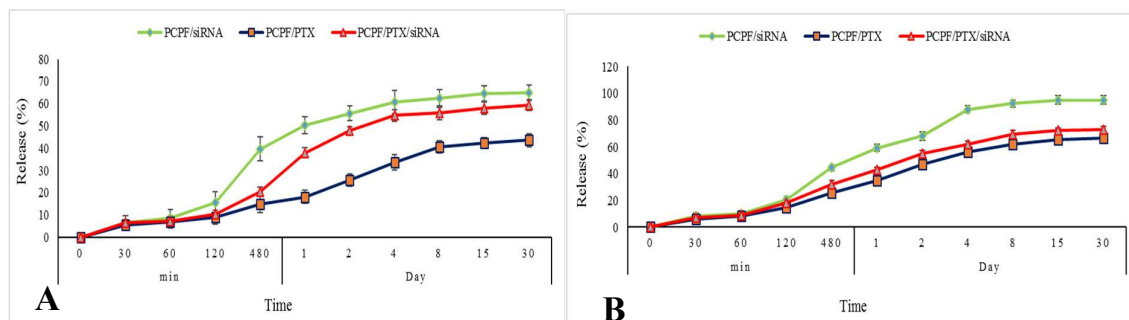 PCPF/siRNA PCPF/PTX PCPF/PTX/siRNA
80
70
60
50
40
30
20
10
0
Release (%)
0 30 60 120 480 1 2 4 8 15 30
min Day
Time
A
PCPF/siRNA PCPF/PTX PCPF/PTX/siRNA
120
100
80
60
40
20
0
Release (%)
0 30 60 120 480 1 2 4 8 15 30
min Day
Time
B